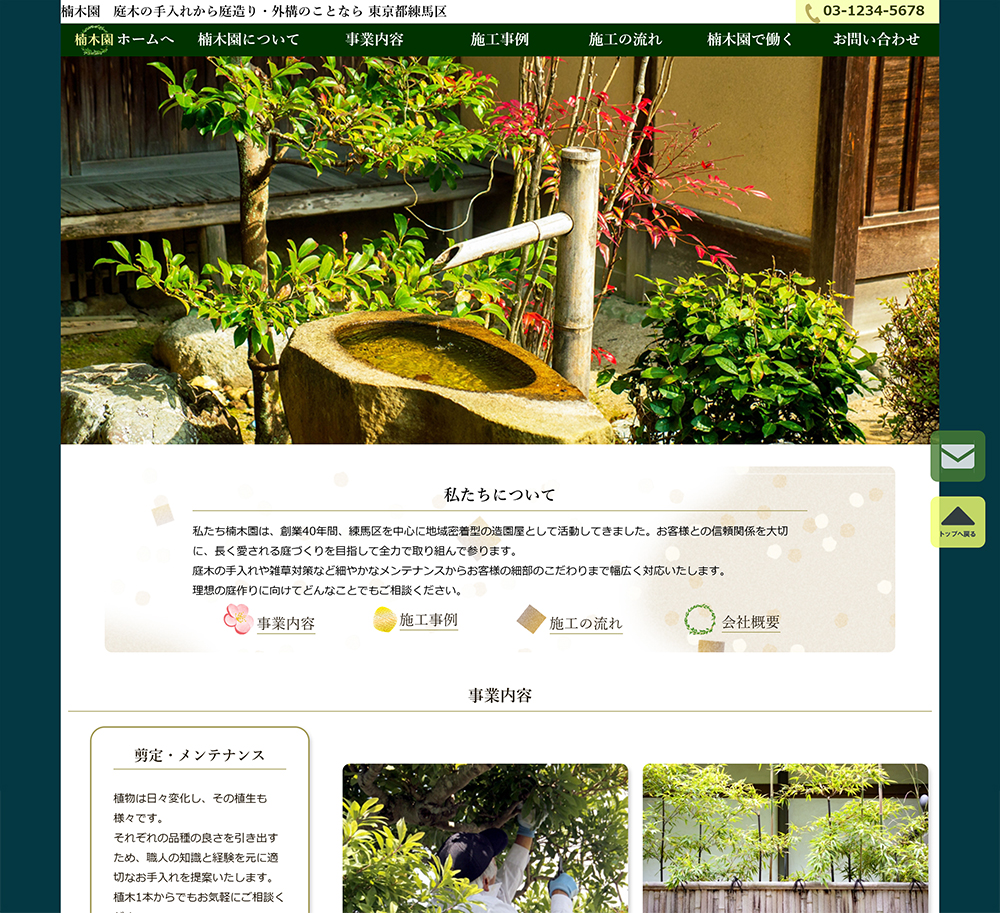 楠木園　庭木の手入れから庭造り・外構のことなら 東京都練馬区
03-1234-5678
楠木園 ホームへ 楠木園について 事業内容 施工事例 施工の流れ 楠木園で働く お問い合わせ
私たちについて
私たち楠木園は、創業40年間、練馬区を中心に地域密着型の造園屋として活動してきました。お客様との信頼関係を大切
に、長く愛される庭づくりを目指して全力で取り組んで参ります。
庭木の手入れや雑草対策など細やかなメンテナンスからお客様の細部のこだわりまで幅広く対応いたします。
理想の庭作りに向けてどんなことでもご相談ください。
事業内容 施工事例 施工の流れ 会社概要
トップへ戻る
事業内容
剪定・メンテナンス
植物は日々変化し、その植生も
様々です。
それぞれの品種の良さを引き出す
ため、職人の知識と経験を元に適
切なお手入れを提案いたします。
植木1本からでもお気軽にご相談く